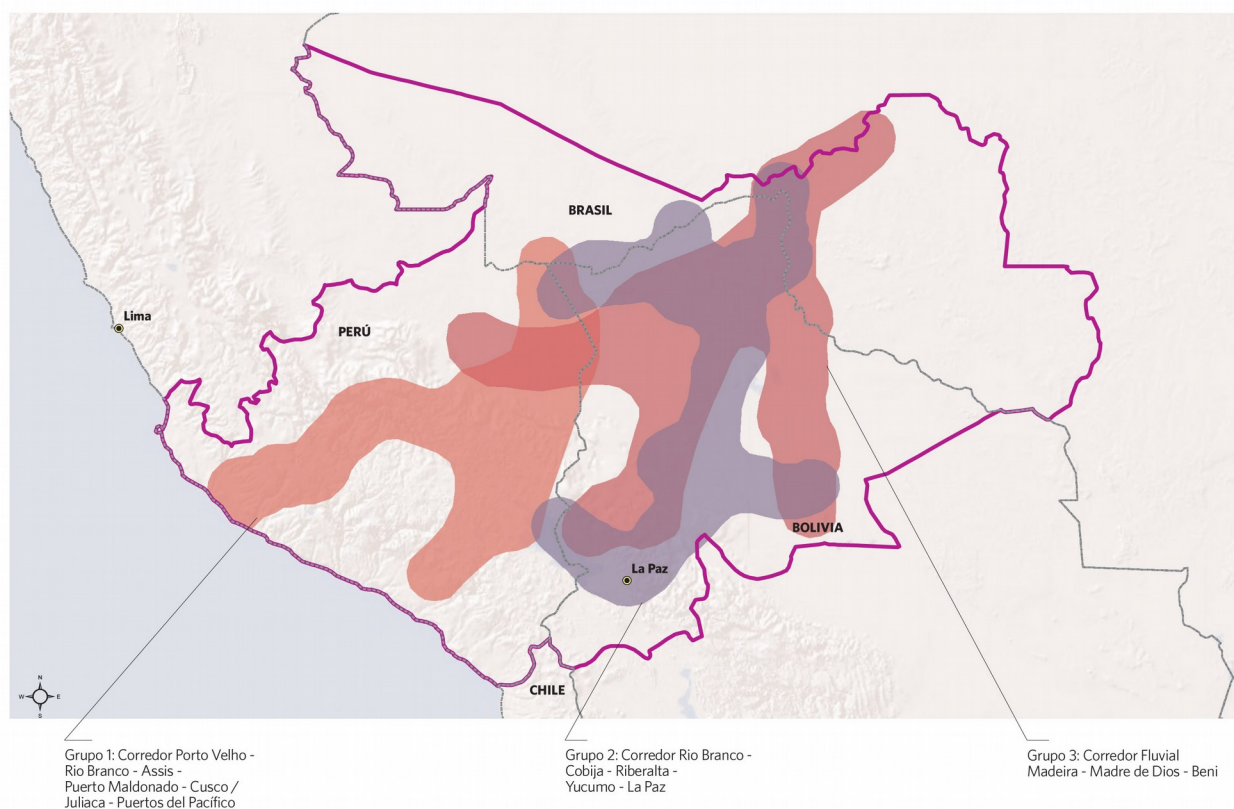 BRASIL
Lima
PERÚ
BOLIVIA
La Paz
CHILE
N
W
E
S
Grupo 1: Corredor Porto Velho -
Rio Branco - Assis -
Puerto Maldonado - Cusco /
Juliaca - Puertos del Pacífico
Grupo 2: Corredor Rio Branco -
Cobija - Riberalta -
Yucumo - La Paz
Grupo 3: Corredor Fluvial
Madeira - Madre de Dios - Beni